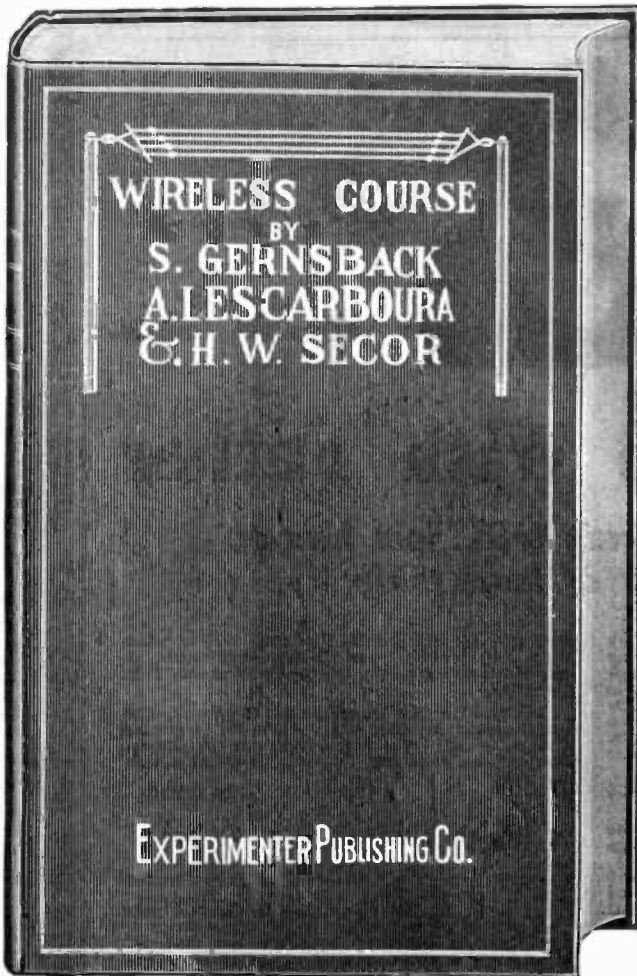 WIRELESS COURSE
BY
S. GERNSBACK
A. LESCARBOURA
& H. W. SECOR
EXPERIMENTER PUBLISHING CO.